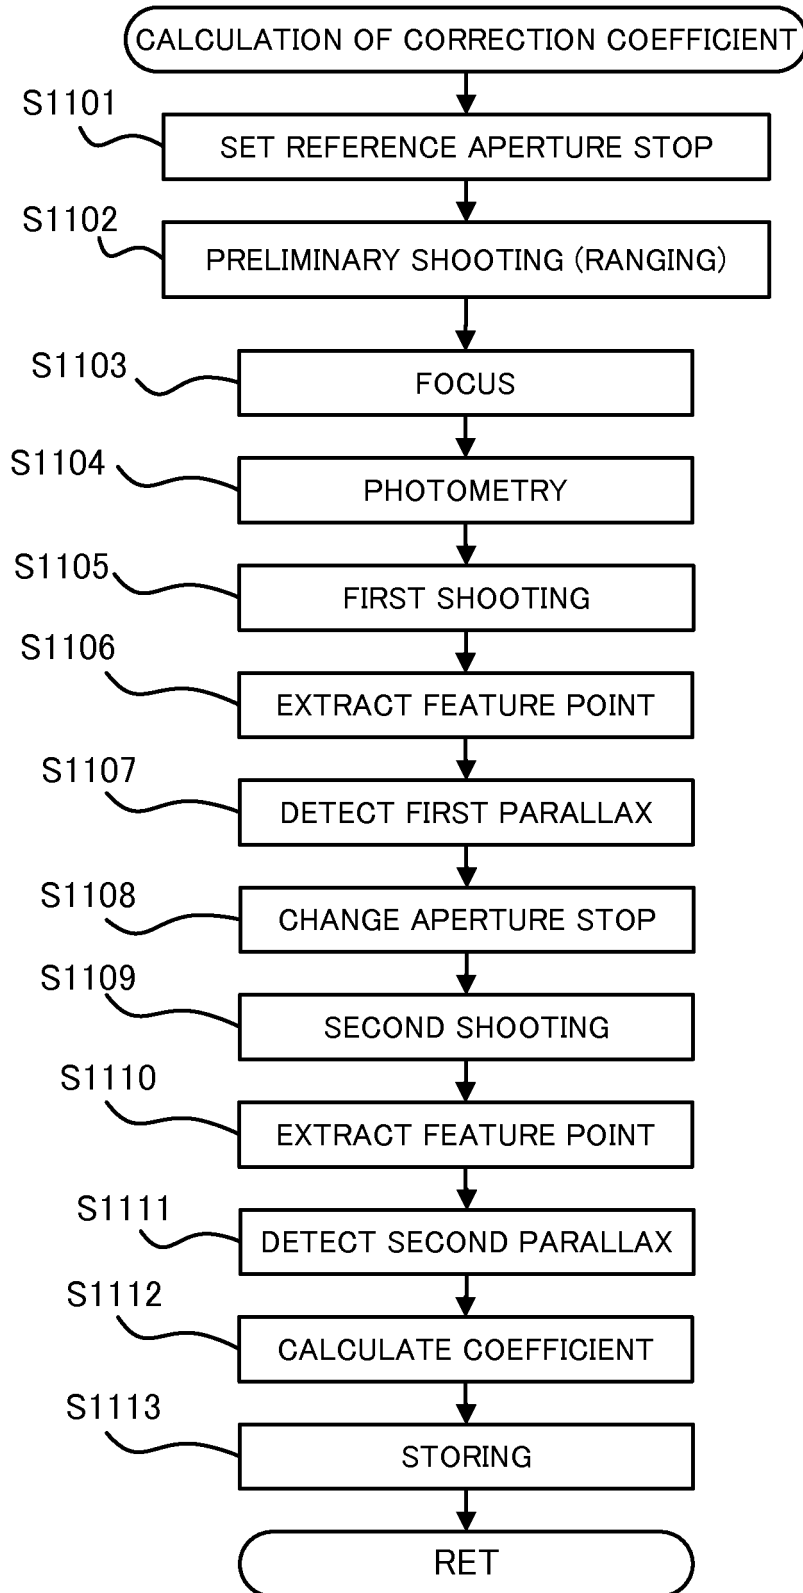 CALCULATION OF CORRECTION COEFFICIENT
S1101
SET REFERENCE APERTURE STOP
S1102
PRELIMINARY SHOOTING (RANGING)
S1103
FOCUS
S1104
PHOTOMETRY
S1105
FIRST SHOOTING
S1106
EXTRACT FEATURE POINT
S1107
DETECT FIRST PARALLAX
S1108
CHANGE APERTURE STOP
S1109
SECOND SHOOTING
S1110
EXTRACT FEATURE POINT
S1111
DETECT SECOND PARALLAX
S1112
CALCULATE COEFFICIENT
S1113
STORING
RET